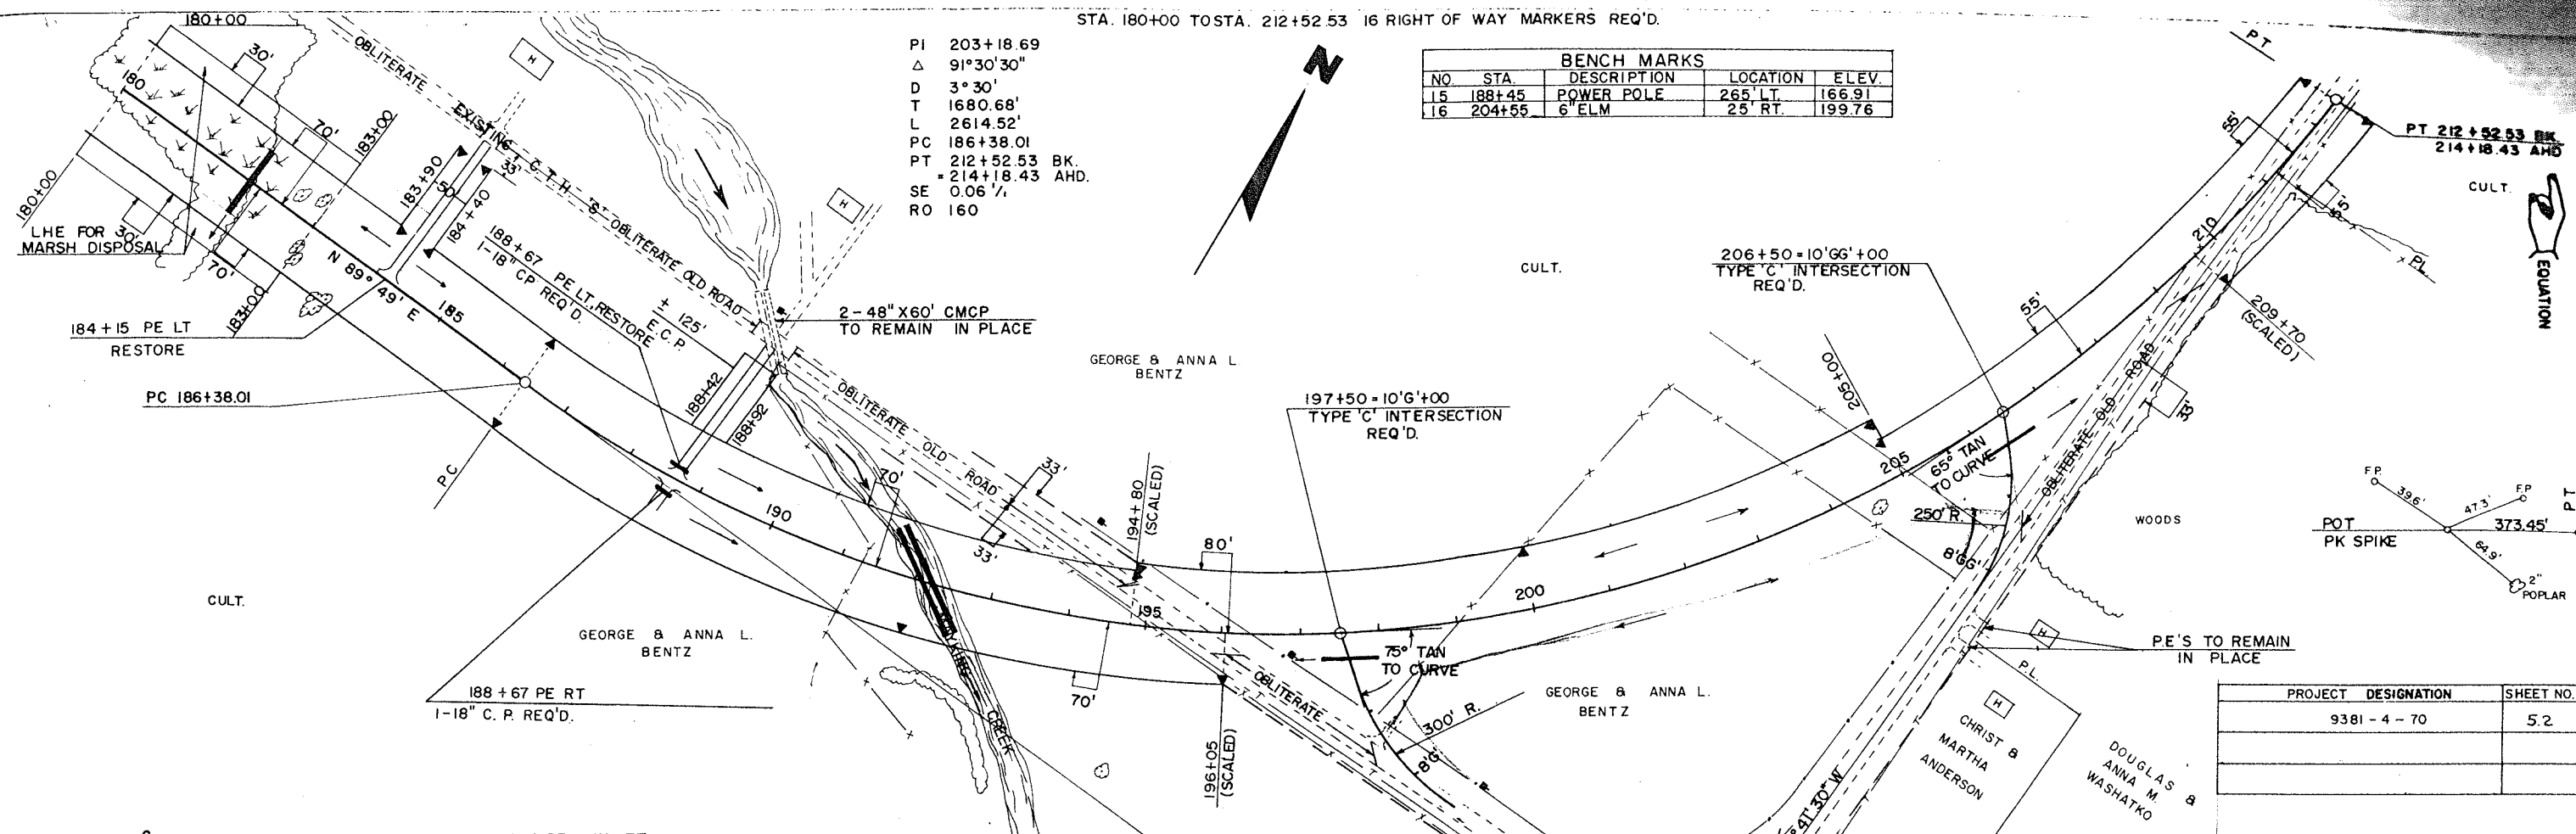 STA. 180+00 TO STA. 212+52.53 16 RIGHT OF WAY MARKERS REQ'D.
PI 203+18.69
Δ 91°30'30"
D 3°30'
T 1680.68'
L 2614.52'
PC 186+38.01
PT 212+52.53 BK.
= 214+18.43 AHD.
SE 0.06 '/'
RO 160
N
BENCH MARKS
NO. STA. DESCRIPTION LOCATION ELEV.
15 188+45 POWER POLE 265' LT. 166.91
16 204+55 6" ELM 25' RT. 199.76
PT
PT 212+52.53 BK.
214+18.43 AHD
CULT.
EQUATION
180+00
30'
180
70'
183+00
180+00
LHE FOR
MARSH DISPOSAL
30'
70'
183+00
OBLITERATE
EXISTING C.T.H. 'S'
OBLITERATE OLD ROAD
H
H
33'
183+90
50'
184+40
N 89° 49' E
185
184+15 PE LT
RESTORE
PC 186+38.01
P.C
188+67 PE LT, RESTORE
1-18" CP REQ'D.
± 125'
E.C.P.
188+42
188+92
2-48"X60' CMCP
TO REMAIN IN PLACE
GEORGE & ANNA L
BENTZ
OBLITERATE OLD ROAD
33'
33'
70'
190
194+80
(SCALED)
80'
195
70'
196+05
(SCALED)
CREEK
CULT.
GEORGE & ANNA L.
BENTZ
188+67 PE RT
1-18" C. P. REQ'D.
197+50=10'G'+00
TYPE 'C' INTERSECTION
REQ'D.
75° TAN
TO CURVE
OBLITERATE
300' R.
8'G'
GEORGE & ANNA L.
BENTZ
200
CULT.
206+50=10'GG'+00
TYPE 'C' INTERSECTION
REQ'D.
55'
205+00
205
65° TAN
TO CURVE
250' R.
8'GG'
OBLITERATE OLD ROAD
33'
210
209+70
(SCALED)
55'
55'
PL
WOODS
F.P.
39.6'
47.3'
F.P.
POT
PK SPIKE
373.45'
PT
64.9'
2"
POPLAR
H
P.E'S TO REMAIN
IN PLACE
P.L.
H
CHRIST &
MARTHA
ANDERSON
DOUGLAS &
ANNA M.
WASHATKO
41'30"W
PROJECT DESIGNATION SHEET NO.
9381-4-70 5.2